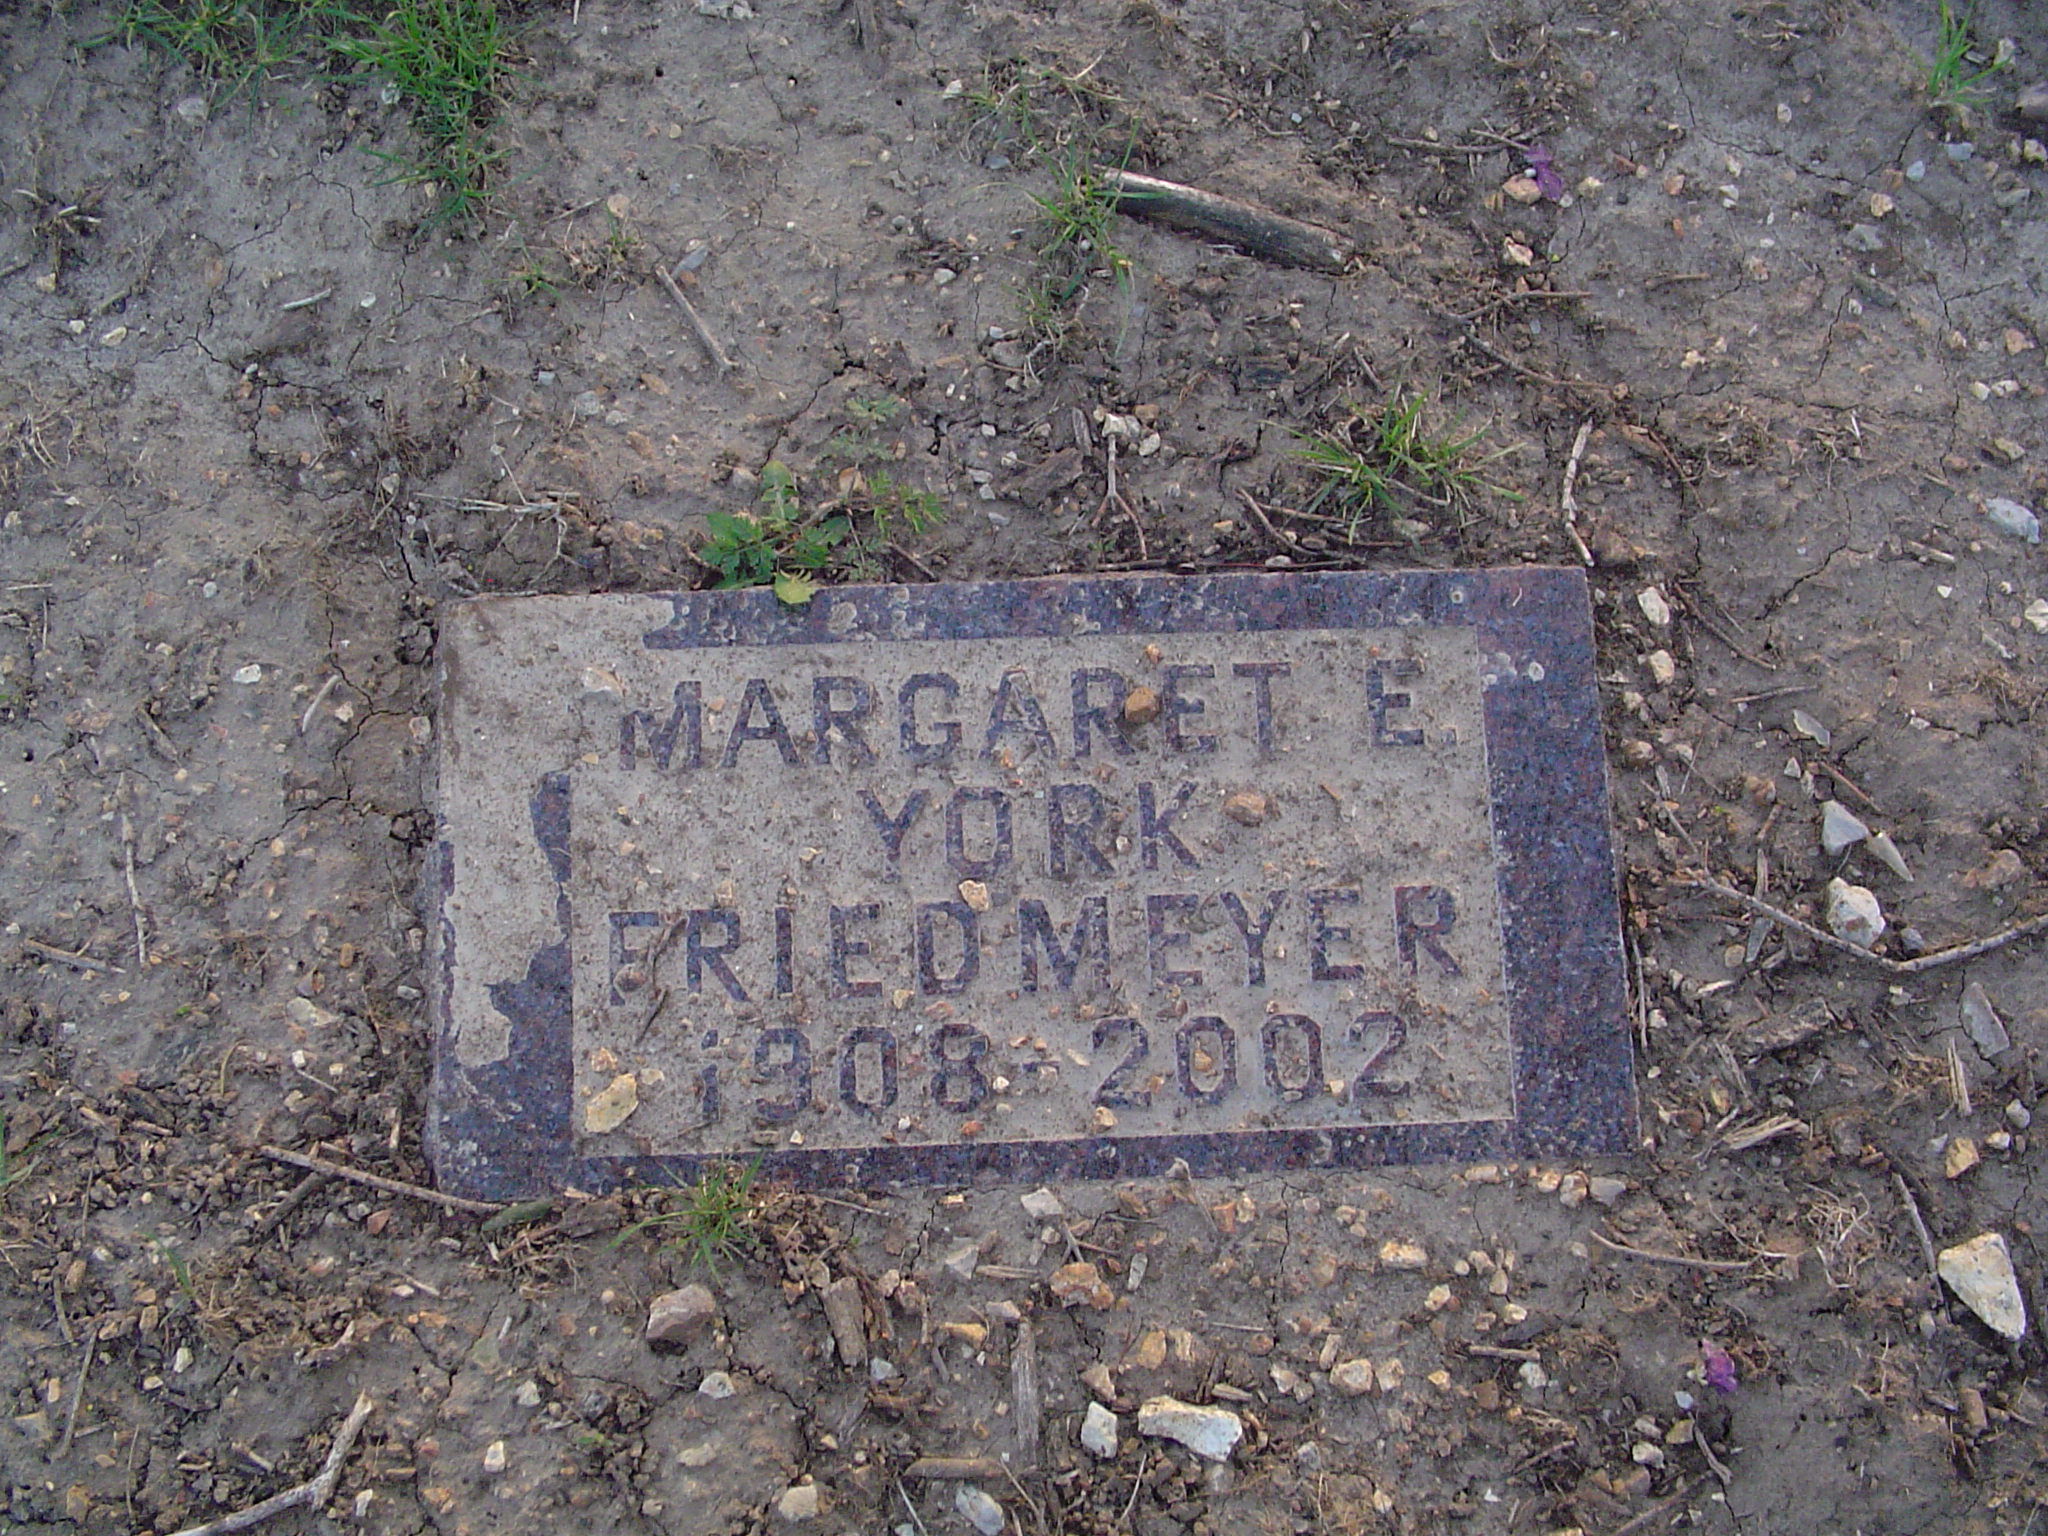 MARGARET E.
YORK
FRIEDMEYER
1908-2002